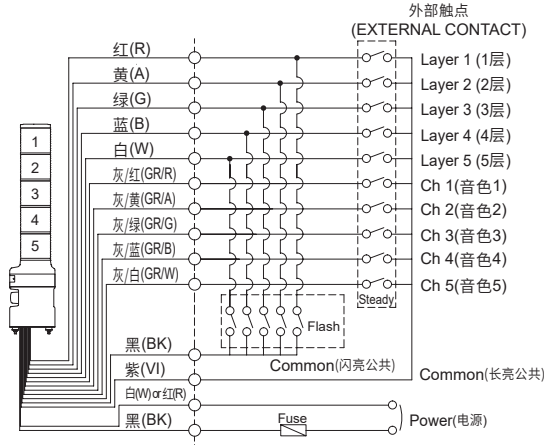 外部触点
(EXTERNAL CONTACT)
红(R)
Layer 1 (1层)
黄(A)
Layer 2 (2层)
绿(G)
Layer 3 (3层)
蓝(B)
Layer 4 (4层)
白(W)
Layer 5 (5层)
灰/红(GR/R)
Ch 1(音色1)
灰/黄(GR/A)
Ch 2(音色2)
灰/绿(GR/G)
Ch 3(音色3)
灰/蓝(GR/B)
Ch 4(音色4)
灰/白(GR/W)
Ch 5(音色5)
1
2
3
4
5
Steady
Flash
黑(BK)
Common(闪亮公共)
紫(VI)
Common(长亮公共)
白(W)or红(R)
黑(BK)
Fuse
Power(电源)